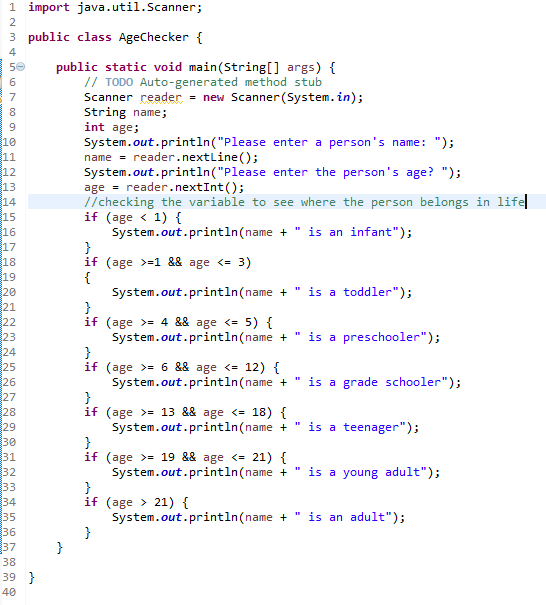 1 import java.util.Scanner;
2
3 public class AgeChecker {
4
5 public static void main(String[] args) {
6 // TODO Auto-generated method stub
7 Scanner reader = new Scanner(System.in);
8 String name;
9 int age;
10 System.out.println("Please enter a person's name: ");
11 name = reader.nextLine();
12 System.out.println("Please enter the person's age? ");
13 age = reader.nextInt();
14 //checking the variable to see where the person belongs in life
15 if (age < 1) {
16 System.out.println(name + " is an infant");
17 }
18 if (age >=1 && age <= 3)
19 {
20 System.out.println(name + " is a toddler");
21 }
22 if (age >= 4 && age <= 5) {
23 System.out.println(name + " is a preschooler");
24 }
25 if (age >= 6 && age <= 12) {
26 System.out.println(name + " is a grade schooler");
27 }
28 if (age >= 13 && age <= 18) {
29 System.out.println(name + " is a teenager");
30 }
31 if (age >= 19 && age <= 21) {
32 System.out.println(name + " is a young adult");
33 }
34 if (age > 21) {
35 System.out.println(name + " is an adult");
36 }
37 }
38
39 }
40